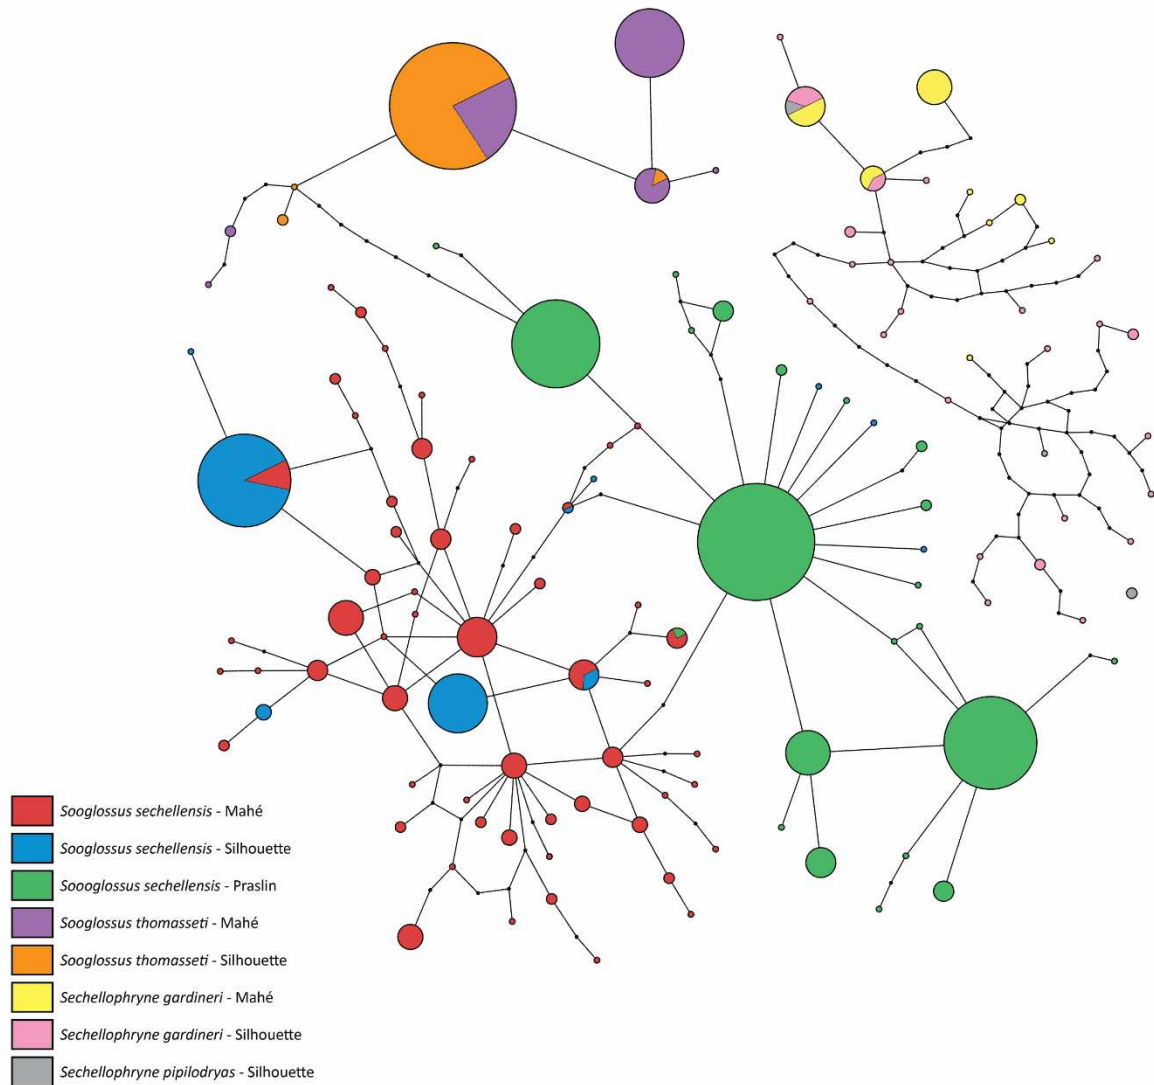 Sooglossus sechellensis - Mahé
Sooglossus sechellensis - Silhouette
Soooglossus sechellensis - Praslin
Sooglossus thomasseti - Mahé
Sooglossus thomasseti - Silhouette
Sechellophryne gardineri - Mahé
Sechellophryne gardineri - Silhouette
Sechellophryne pipilodryas - Silhouette